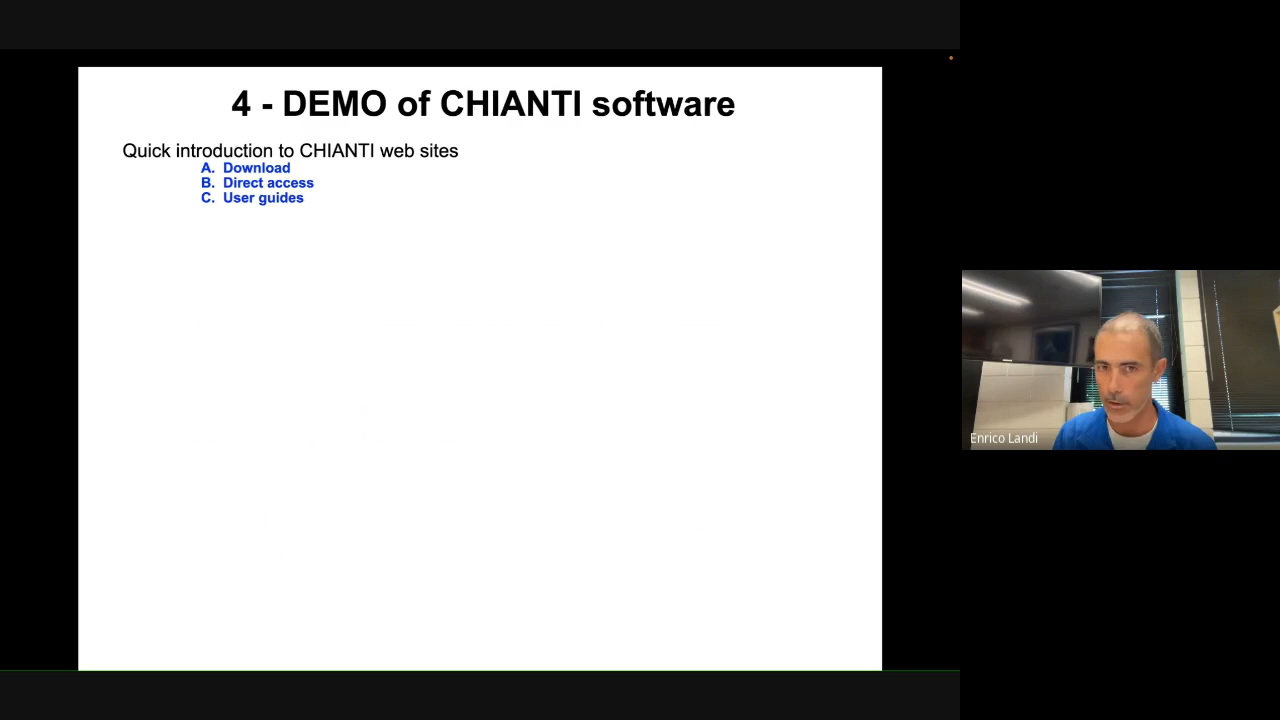 4 - DEMO of CHIANTI software
Quick introduction to CHIANTI web sites
A. Download
B. Direct access
C. User guides
Enrico Landi